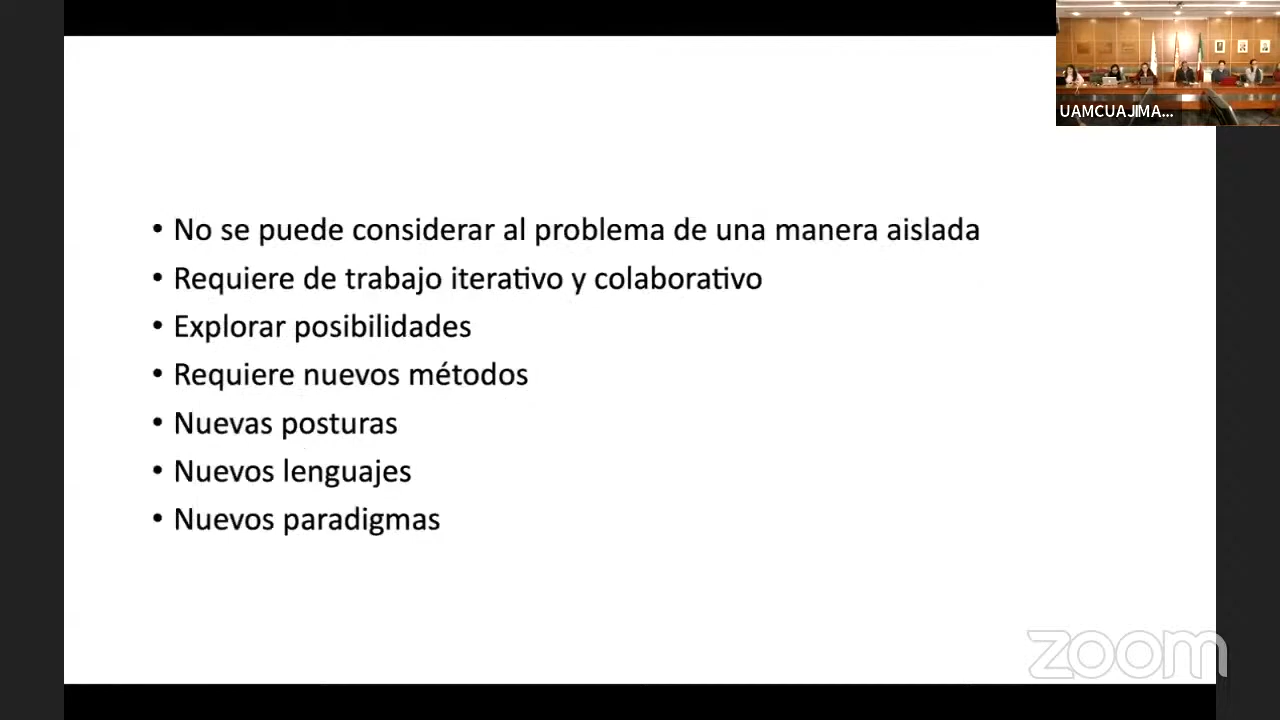 UAMCUAJIMA...
• No se puede considerar al problema de una manera aislada
• Requiere de trabajo iterativo y colaborativo
• Explorar posibilidades
• Requiere nuevos métodos
• Nuevas posturas
• Nuevos lenguajes
• Nuevos paradigmas
zoom